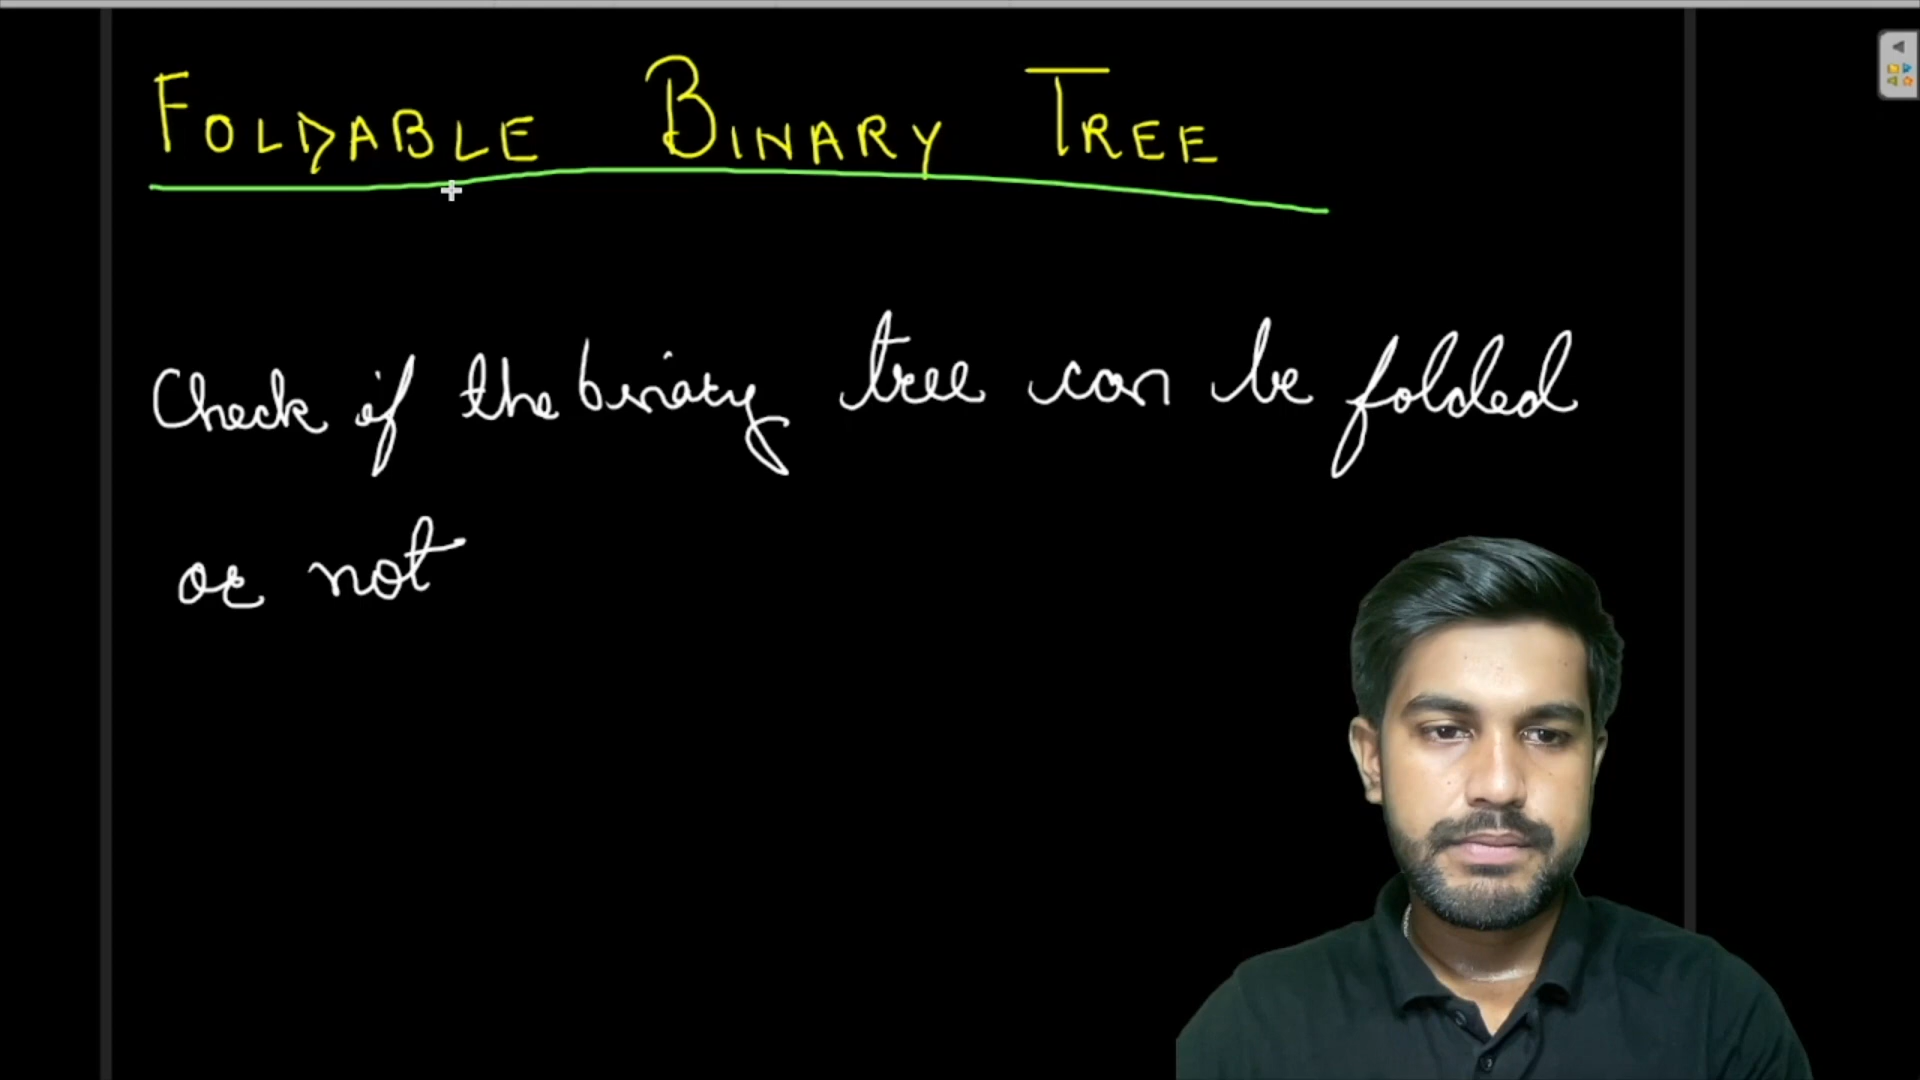 FOLDABLE BINARY TREE
Check if the binary tree can be folded
or not